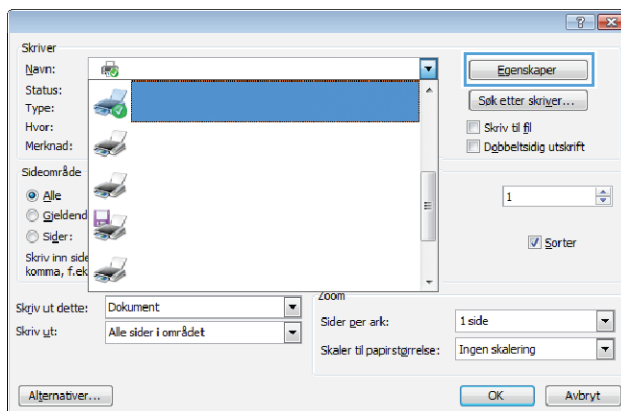 Skriver
Navn:
Egenskaper
Status:
Søk etter skriver...
Type:
Hvor:
Skriv til fil
Merknad:
Dobbeltsidig utskrift
Sideområde
Alle
1
Gjeldend
Sider:
Sorter
Skriv inn side
komma, f.ek
Skriv ut dette: Dokument
Zoom
Sider per ark: 1 side
Skriv ut: Alle sider i området
Skaler til papirstørrelse: Ingen skalering
Alternativer...
OK
Avbryt